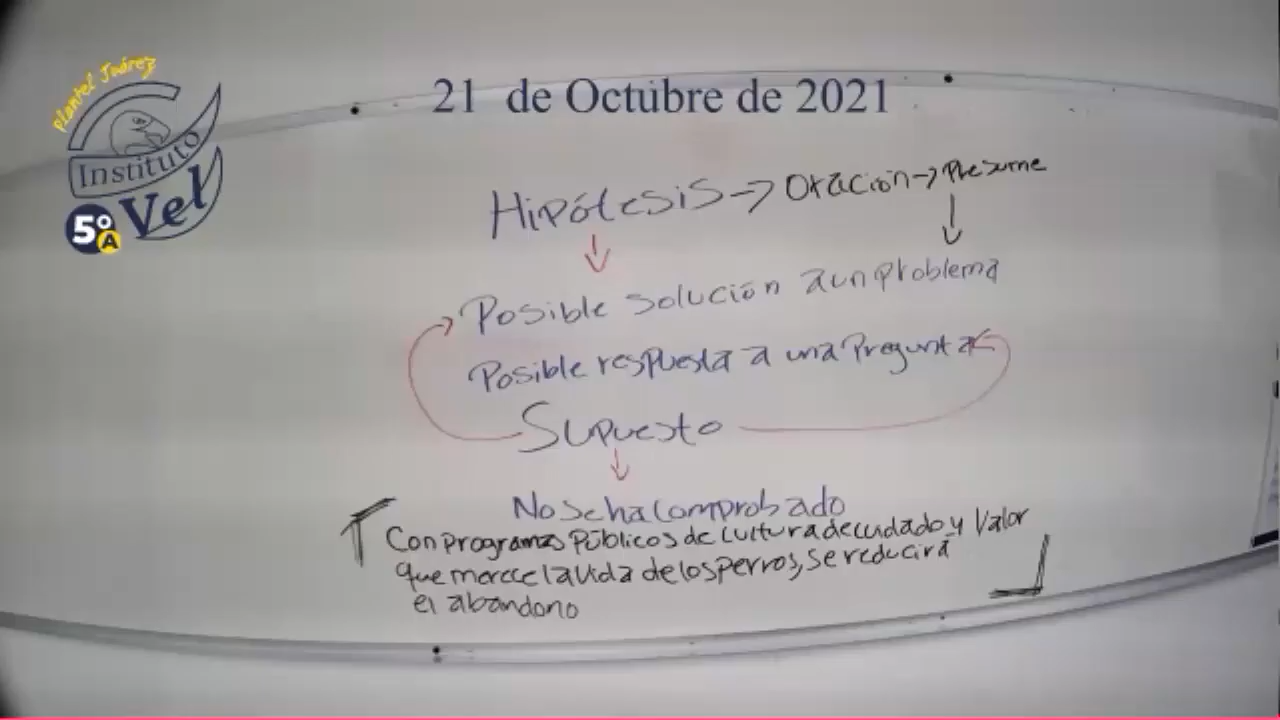 Plantel Juárez
Instituto
Vel
5º A
21 de Octubre de 2021
Hipótesis → Oración → Presume
Posible solución a un problema
Posible respuesta a una Pregunta
Supuesto
No se ha comprobado
Con programas Públicos de cultura de cuidado y Valor
que merece la vida de los perros, se reducirá
el abandono